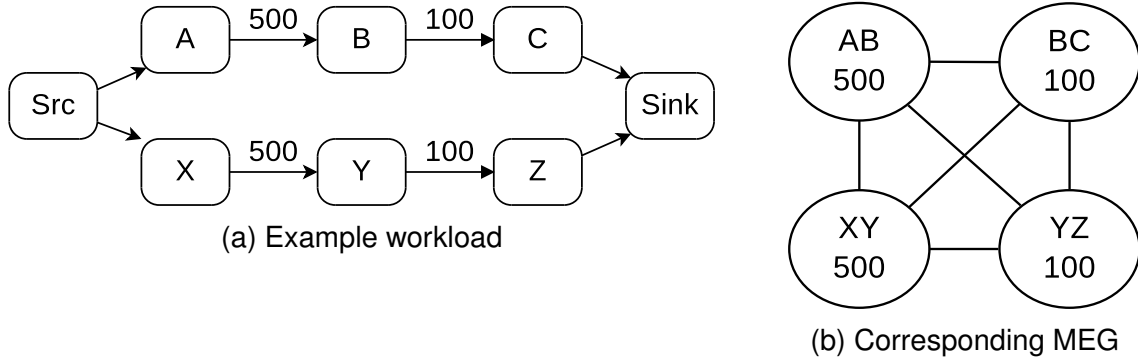 500
100
A
B
C
Src
Sink
500
100
X
Y
Z
(a) Example workload
AB
500
BC
100
XY
500
YZ
100
(b) Corresponding MEG